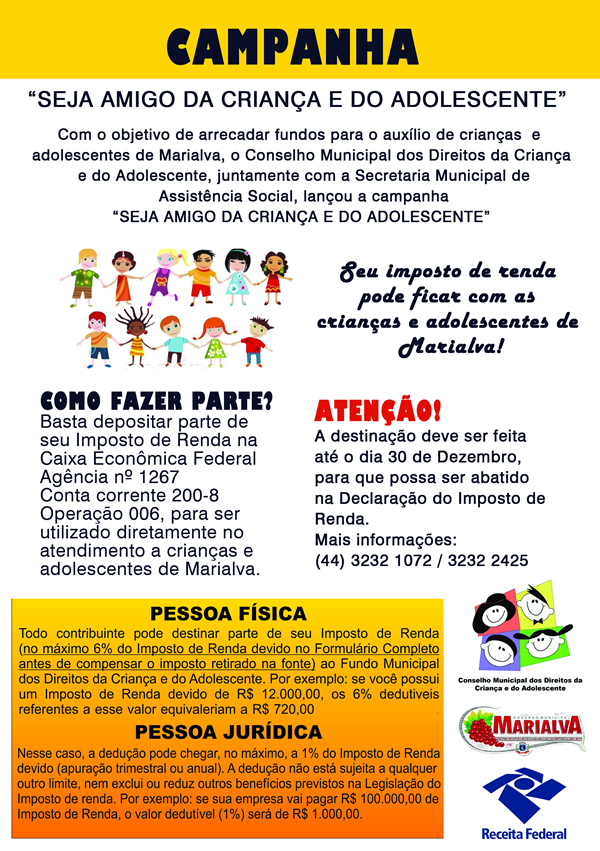 CAMPANHA
“SEJA AMIGO DA CRIANÇA E DO ADOLESCENTE”
Com o objetivo de arrecadar fundos para o auxílio de crianças e
adolescentes de Marialva, o Conselho Municipal dos Direitos da Criança
e do Adolescente, juntamente com a Secretaria Municipal de
Assistência Social, lançou a campanha
“SEJA AMIGO DA CRIANÇA E DO ADOLESCENTE”
Seu imposto de renda
pode ficar com as
crianças e adolescentes de
Marialva!
COMO FAZER PARTE?
Basta depositar parte de
seu Imposto de Renda na
Caixa Econômica Federal
Agência nº 1267
Conta corrente 200-8
Operação 006, para ser
utilizado diretamente no
atendimento a crianças e
adolescentes de Marialva.
ATENÇÃO!
A destinação deve ser feita
até o dia 30 de Dezembro,
para que possa ser abatido
na Declaração do Imposto de
Renda.
Mais informações:
(44) 3232 1072 / 3232 2425
PESSOA FÍSICA
Todo contribuinte pode destinar parte de seu Imposto de Renda
(no máximo 6% do Imposto de Renda devido no Formulário Completo
antes de compensar o imposto retirado na fonte) ao Fundo Municipal
dos Direitos da Criança e do Adolescente. Por exemplo: se você possui
um Imposto de Renda devido de R$ 12.000,00, os 6% dedutiveis
referentes a esse valor equivaleriam a R$ 720,00
PESSOA JURÍDICA
Nesse caso, a dedução pode chegar, no máximo, a 1% do Imposto de Renda
devido (apuração trimestral ou anual). A dedução não está sujeita a qualquer
outro limite, nem exclui ou reduz outros benefícios previstos na Legislação do
Imposto de renda. Por exemplo: se sua empresa vai pagar R$ 100.000,00 de
Imposto de Renda, o valor dedutível (1%) será de R$ 1.000,00.
Conselho Municipal dos Direitos da
Criança e do Adolescente
GOVERNO MUNICIPAL
MARIALVA
Receita Federal